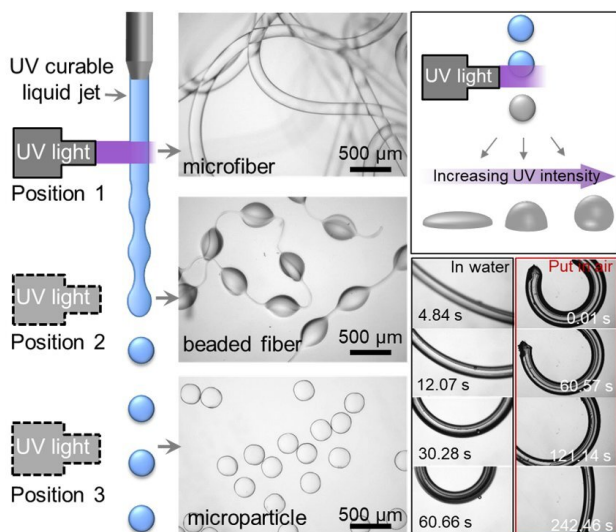 UV curable
liquid jet
UV light
Position 1
UV light
Position 2
UV light
Position 3
microfiber
500 µm
beaded fiber
500 µm
microparticle
500 µm
UV light
Increasing UV intensity
In water
4.84 s
12.07 s
30.28 s
60.66 s
Put in air
0.01 s
60.57 s
121.14 s
242.46 s